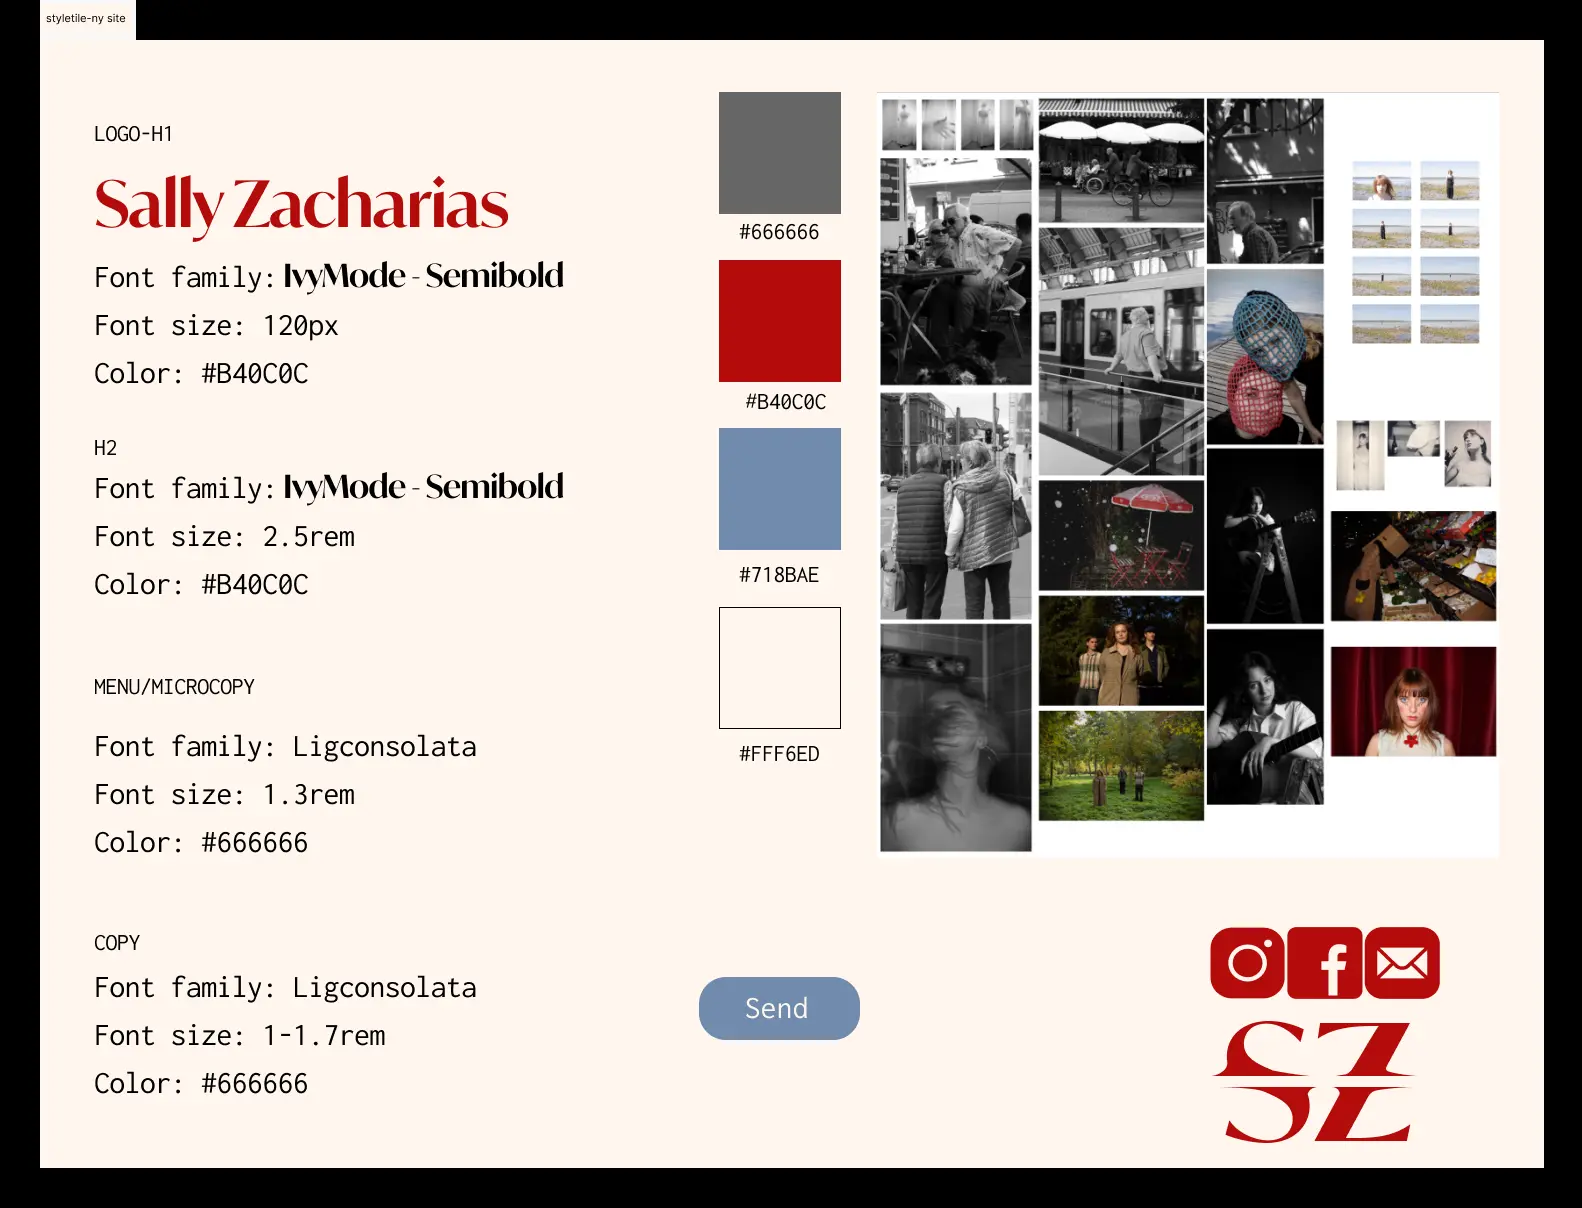 styletile-ny site
LOGO-H1
Sally Zacharias
Font family: IvyMode - Semibold
Font size: 120px
Color: #B40C0C
H2
Font family: IvyMode - Semibold
Font size: 2.5rem
Color: #B40C0C
MENU/MICROCOPY
Font family: Ligconsolata
Font size: 1.3rem
Color: #666666
COPY
Font family: Ligconsolata
Font size: 1-1.7rem
Color: #666666
#666666
#B40C0C
#718BAE
#FFF6ED
Send
SZ